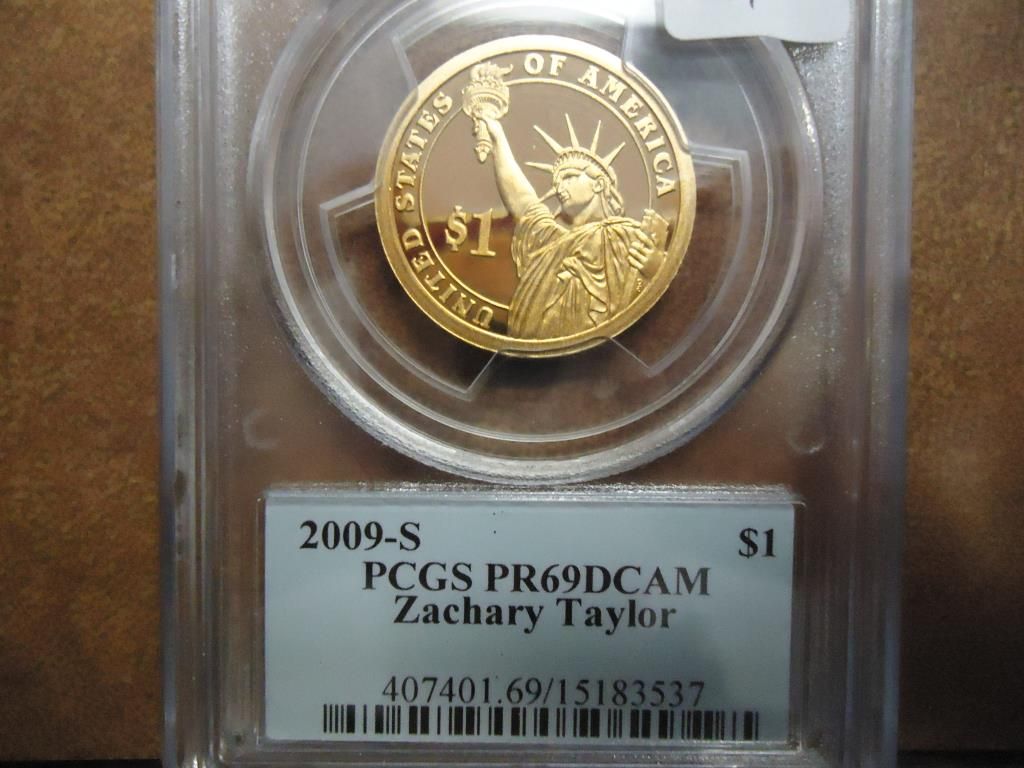 UNITED STATES OF AMERICA
$1
2009-S $1
PCGS PR69DCAM
Zachary Taylor
407401.69/15183537